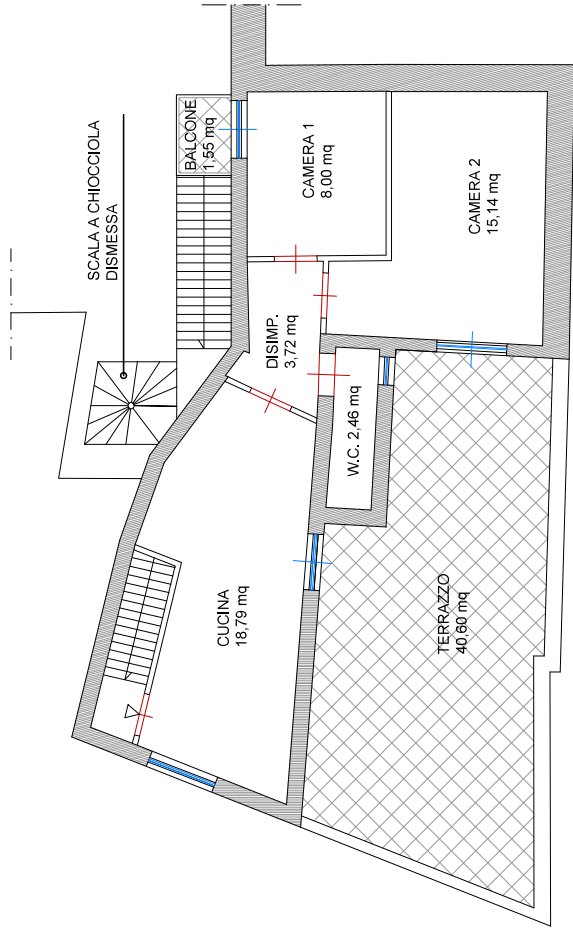 SCALA A CHIOCCIOLA
DISMESSA
BALCONE
1,55 mq
CAMERA 1
8,00 mq
CAMERA 2
15,14 mq
DISIMP.
3,72 mq
W.C. 2,46 mq
CUCINA
18,79 mq
TERRAZZO
40,60 mq